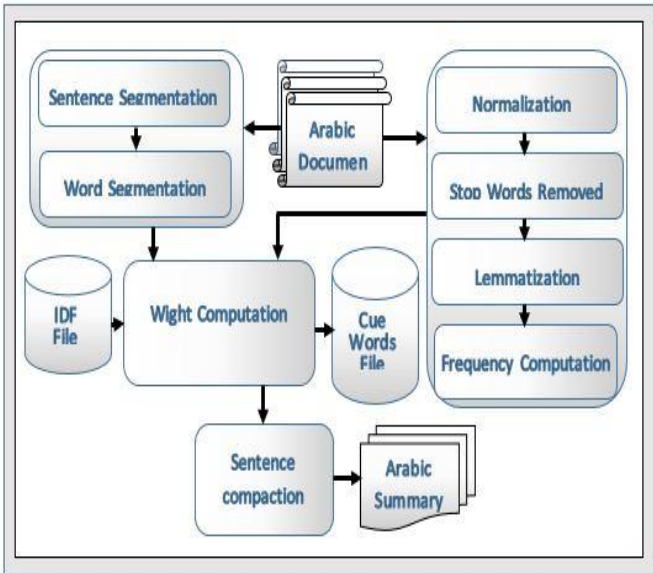 Sentence Segmentation
Word Segmentation
Arabic
Documen
Normalization
Stop Words Removed
Lemmatization
Frequency Computation
IDF
File
Wight Computation
Cue
Words
File
Sentence
compaction
Arabic
Summary